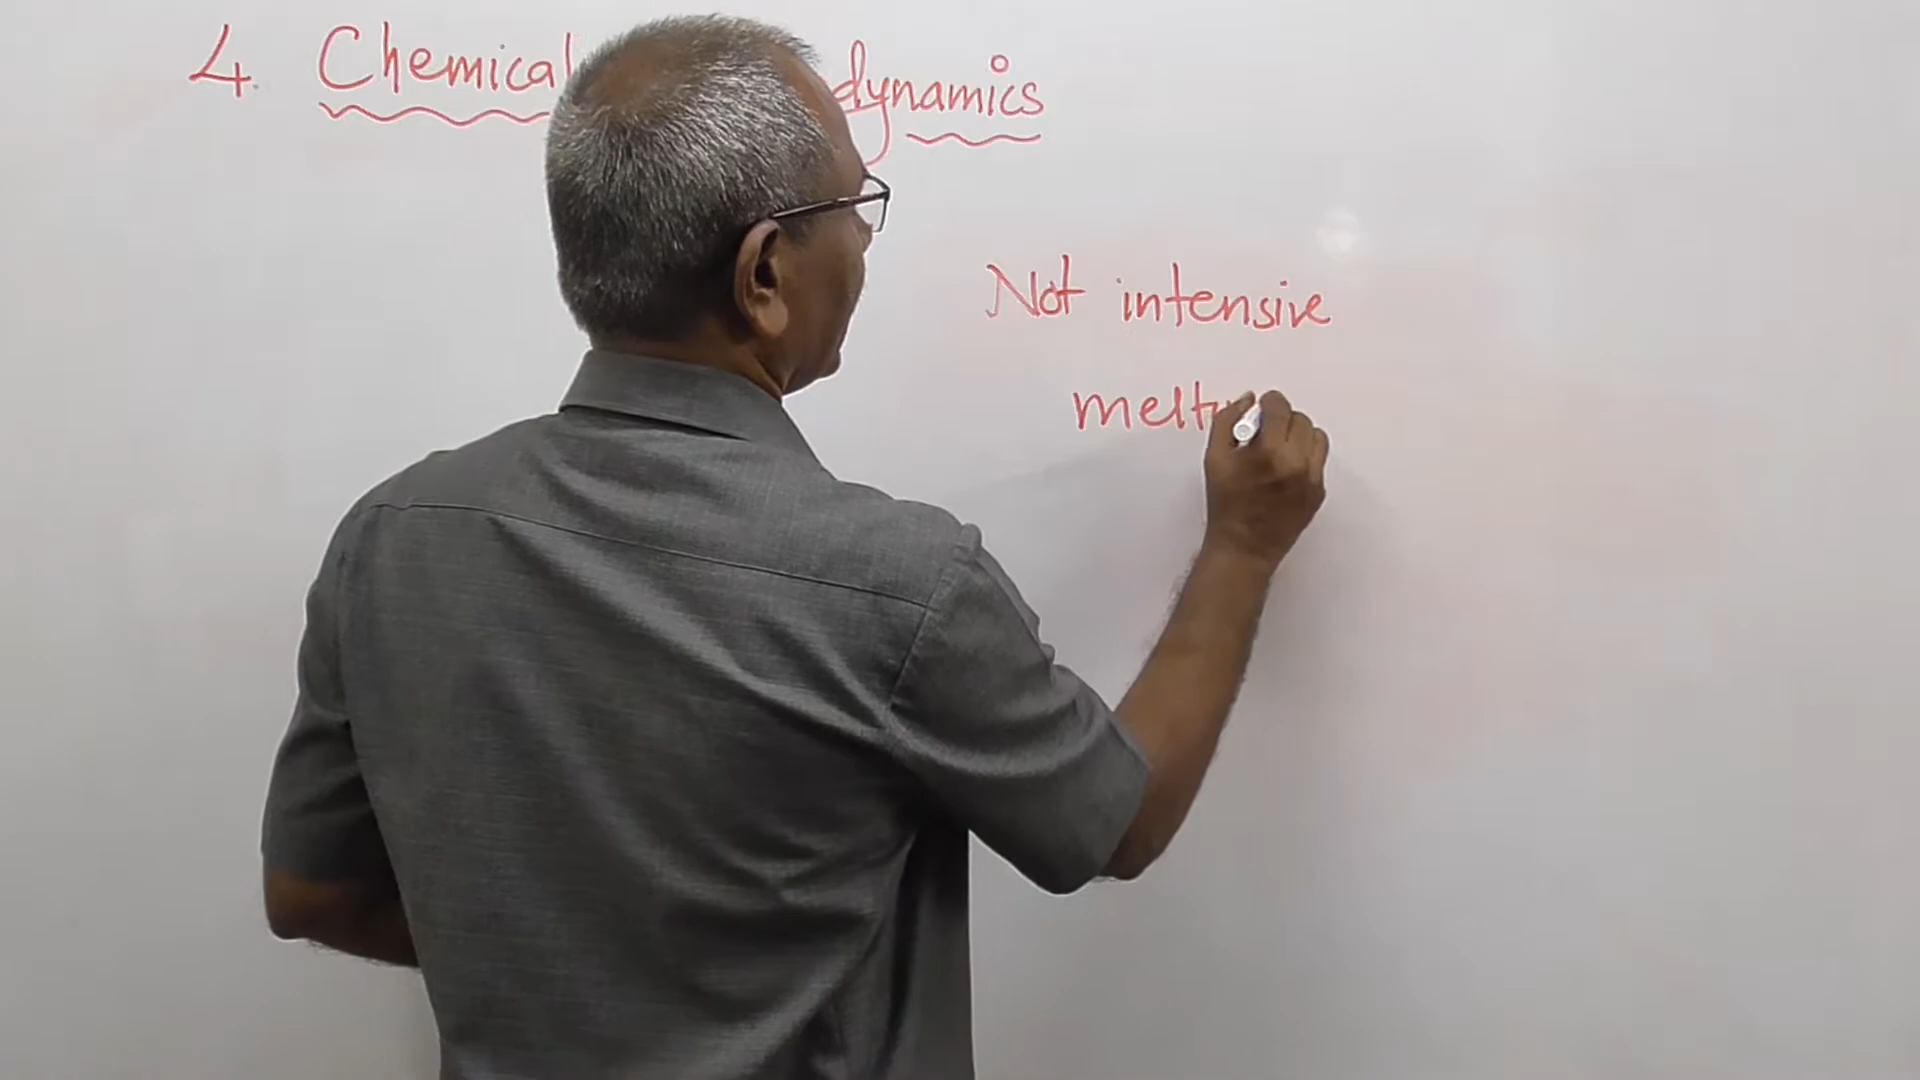 4. Chemical dynamics
Not intensive
melt